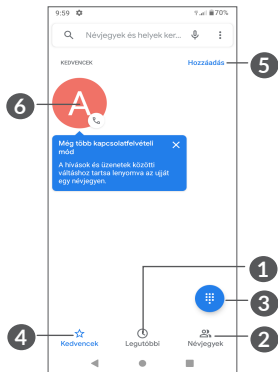 9:59 70%
Névjegyek és helyek ker...
KEDVENCEK Hozzáadás
5
6
A
Még több kapcsolatfelvételi
mód
A hívások és üzenetek közötti
váltáshoz tartsa lenyomva az ujját
egy névjegyen.
1
3
4
2
Kedvencek Legutóbbi Névjegyek